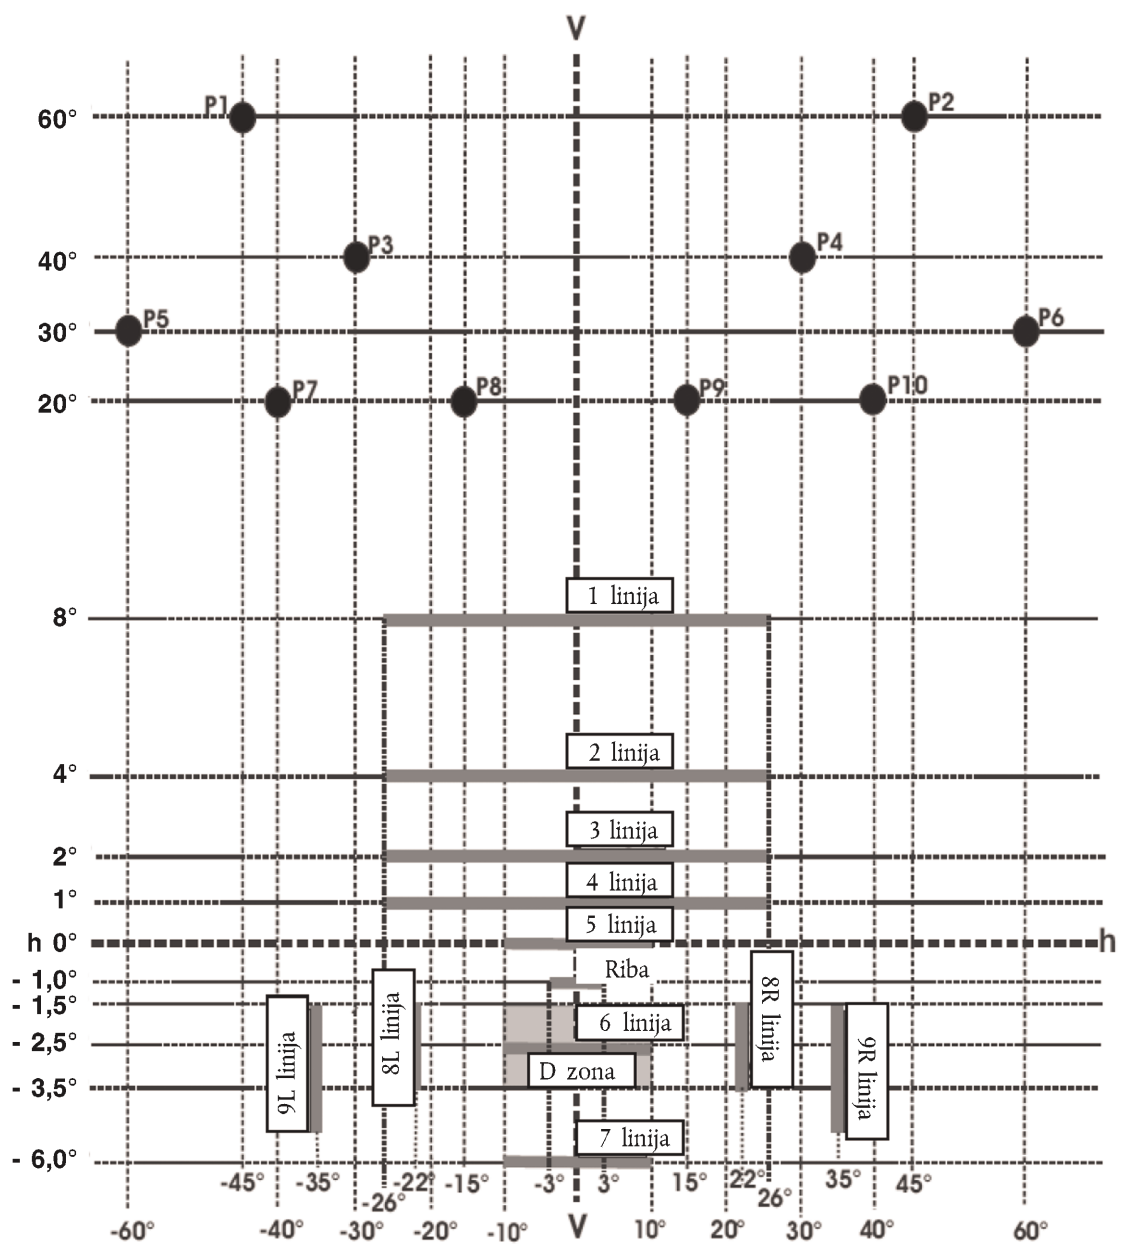 V
P1
P2
60°
P3
P4
40°
P5
P6
30°
P7
P8
P9
P10
20°
1 linija
8°
2 linija
4°
3 linija
2°
4 linija
1°
5 linija
h 0°
h
Riba
- 1,0°
- 1,5°
6 linija
8R linija
8L linija
9L linija
9R linija
- 2,5°
D zona
- 3,5°
7 linija
- 6,0°
-45° -35° -22° -15° -3° 3° 15° 22° 35° 45°
-26° 26°
-60° -40° -30° -20° -10° V 10° 20° 30° 40° 60°